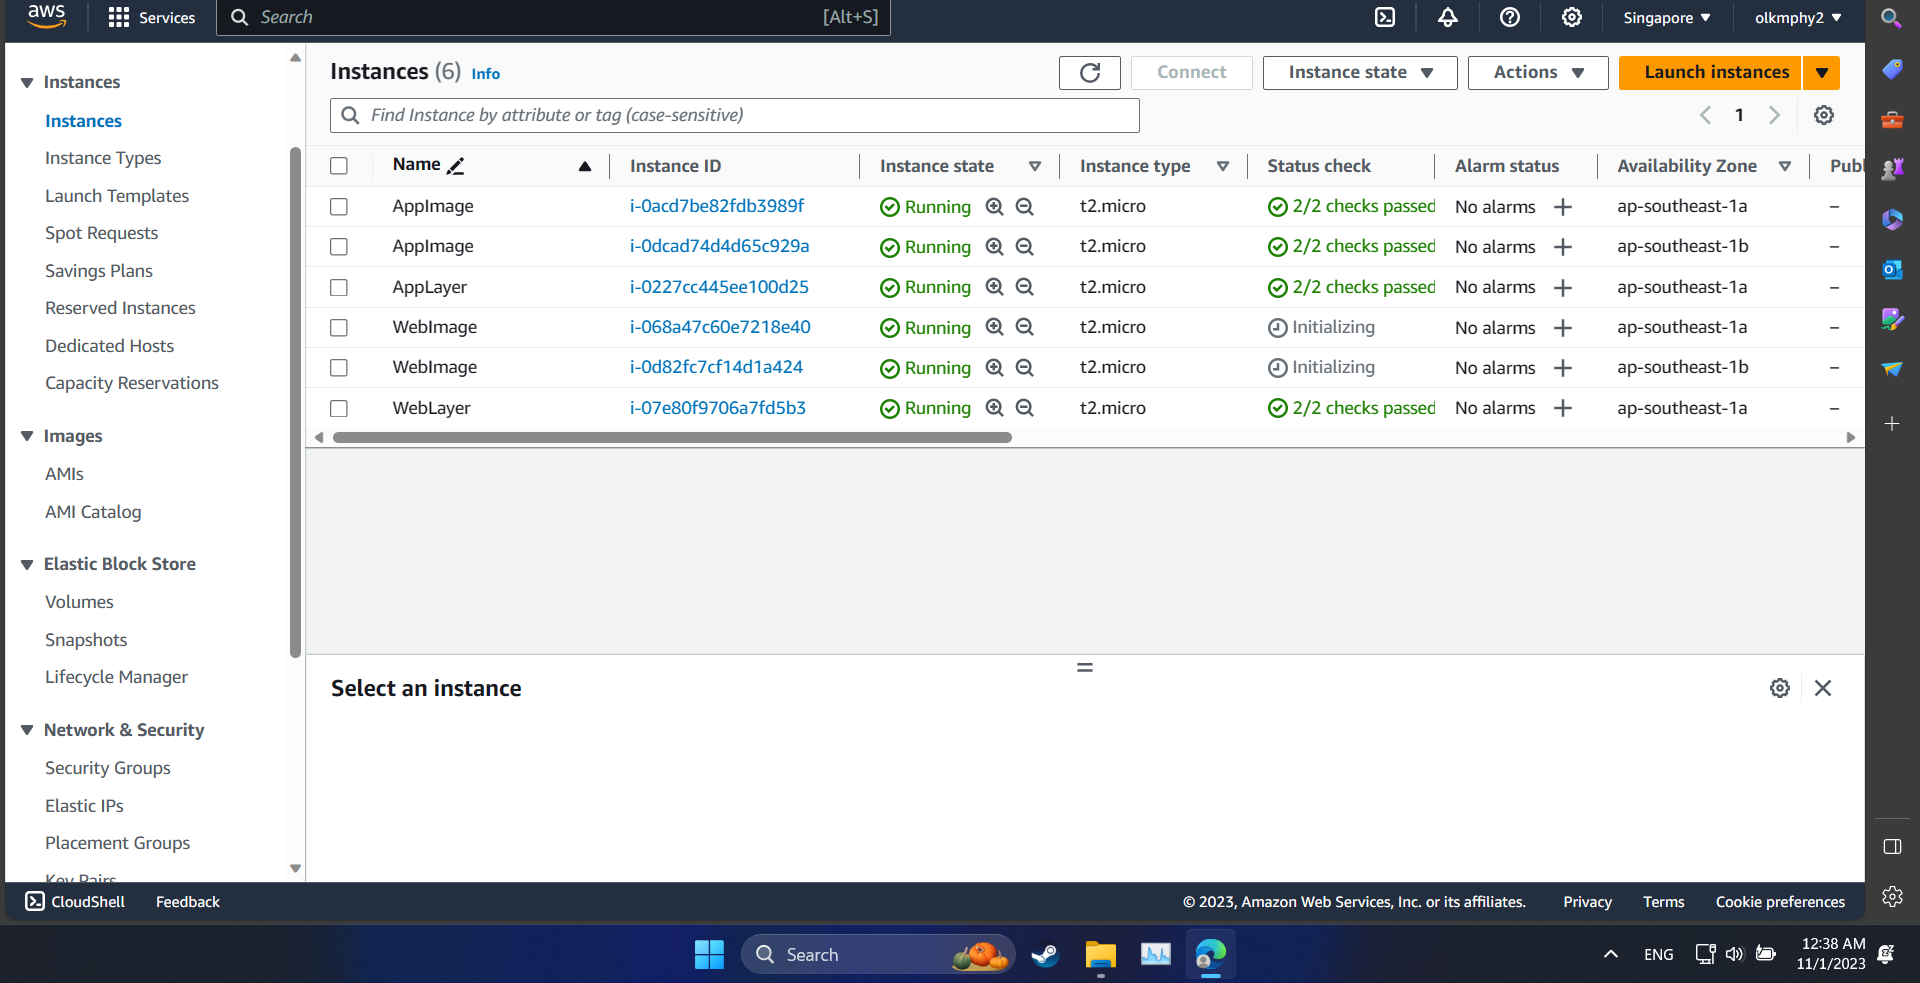 aws
Services
Search
[Alt+S]
Singapore
olkmphy2
Instances
Instances
Instance Types
Launch Templates
Spot Requests
Savings Plans
Reserved Instances
Dedicated Hosts
Capacity Reservations
Images
AMIs
AMI Catalog
Elastic Block Store
Volumes
Snapshots
Lifecycle Manager
Network & Security
Security Groups
Elastic IPs
Placement Groups
Key Pairs
Instances (6) Info
Connect
Instance state
Actions
Launch instances
Find Instance by attribute or tag (case-sensitive)
1
Name Instance ID Instance state Instance type Status check Alarm status Availability Zone Publ
AppImage i-0acd7be82fdb3989f Running t2.micro 2/2 checks passed No alarms + ap-southeast-1a –
AppImage i-0dcad74d4d65c929a Running t2.micro 2/2 checks passed No alarms + ap-southeast-1b –
AppLayer i-0227cc445ee100d25 Running t2.micro 2/2 checks passed No alarms + ap-southeast-1a –
WebImage i-068a47c60e7218e40 Running t2.micro Initializing No alarms + ap-southeast-1a –
WebImage i-0d82fc7cf14d1a424 Running t2.micro Initializing No alarms + ap-southeast-1b –
WebLayer i-07e80f9706a7fd5b3 Running t2.micro 2/2 checks passed No alarms + ap-southeast-1a –
Select an instance
CloudShell
Feedback
© 2023, Amazon Web Services, Inc. or its affiliates.
Privacy
Terms
Cookie preferences
Search
ENG
12:38 AM
11/1/2023